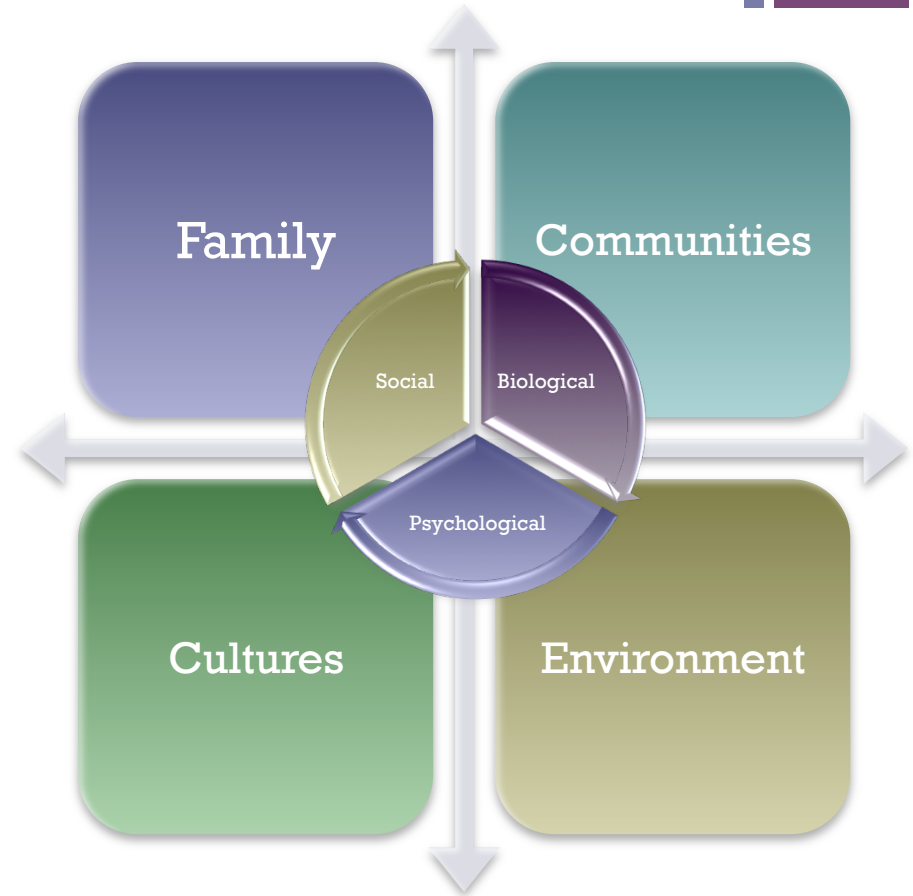 Family
Communities
Social
Biological
Psychological
Cultures
Environment